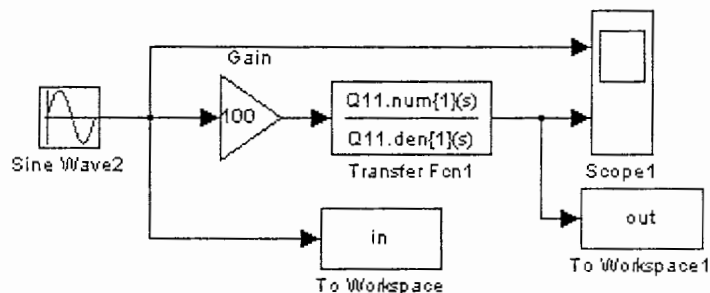 Gain
100
Q11.num{1}(s)
Q11.den{1}(s)
Sine Wave2
Transfer Fcn1
Scope1
in
out
To Workspace
To Workspace1